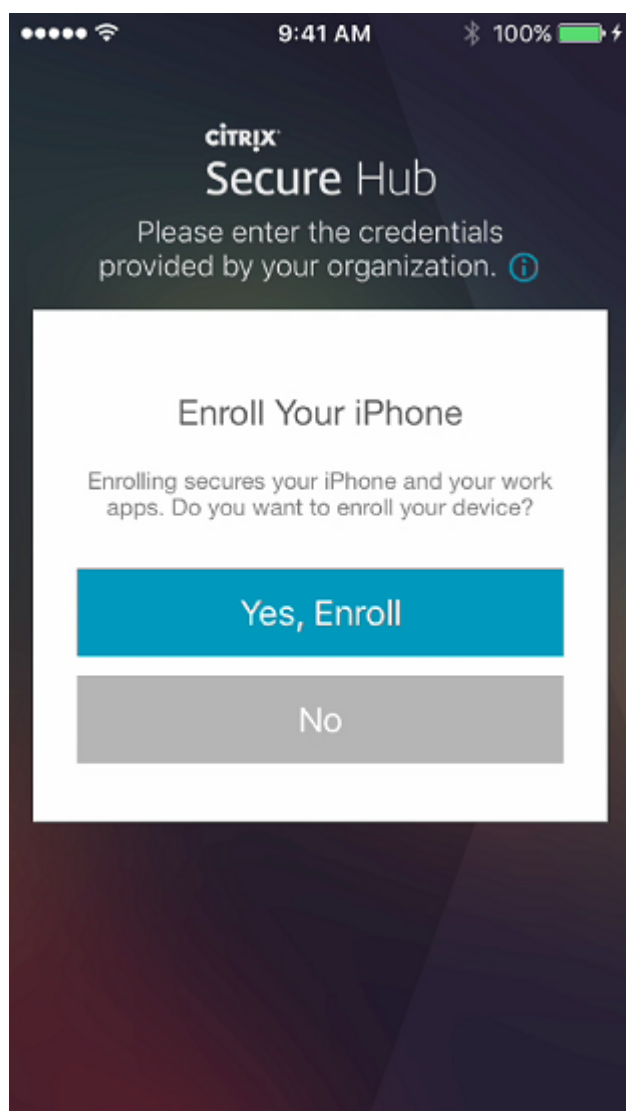 9:41 AM 100%
citrix
Secure Hub
Please enter the credentials
provided by your organization.
Enroll Your iPhone
Enrolling secures your iPhone and your work
apps. Do you want to enroll your device?
Yes, Enroll
No